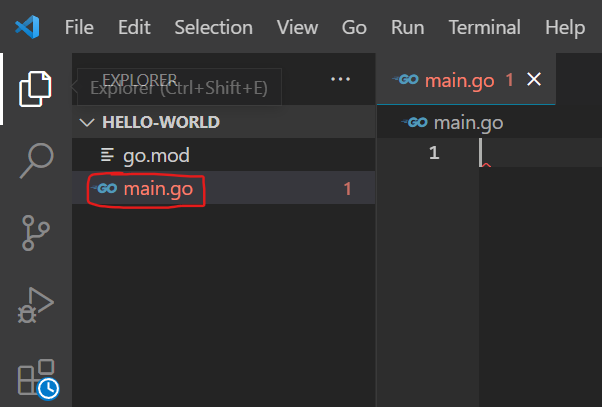 File Edit Selection View Go Run Terminal Help
EXPLORER ...
Explorer (Ctrl+Shift+E)
HELLO-WORLD
go.mod
GO main.go 1
GO main.go 1
GO main.go
1